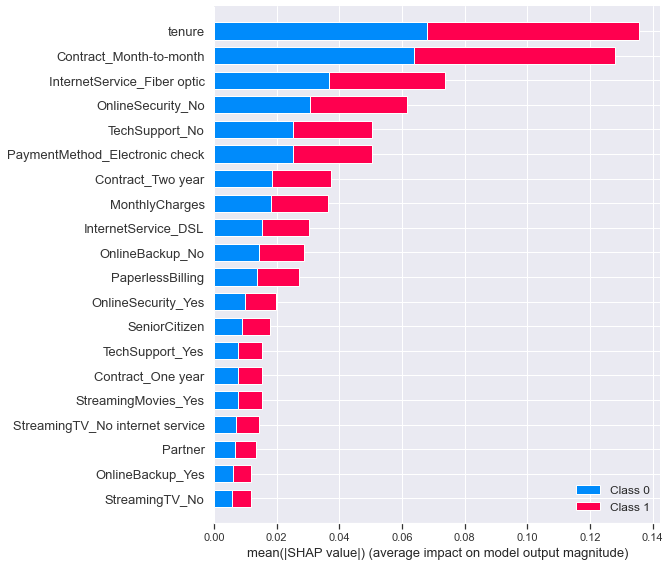 tenure
Contract_Month-to-month
InternetService_Fiber optic
OnlineSecurity_No
TechSupport_No
PaymentMethod_Electronic check
Contract_Two year
MonthlyCharges
InternetService_DSL
OnlineBackup_No
PaperlessBilling
OnlineSecurity_Yes
SeniorCitizen
TechSupport_Yes
Contract_One year
StreamingMovies_Yes
StreamingTV_No internet service
Partner
OnlineBackup_Yes
StreamingTV_No
Class 0
Class 1
0.00 0.02 0.04 0.06 0.08 0.10 0.12 0.14
mean(|SHAP value|) (average impact on model output magnitude)